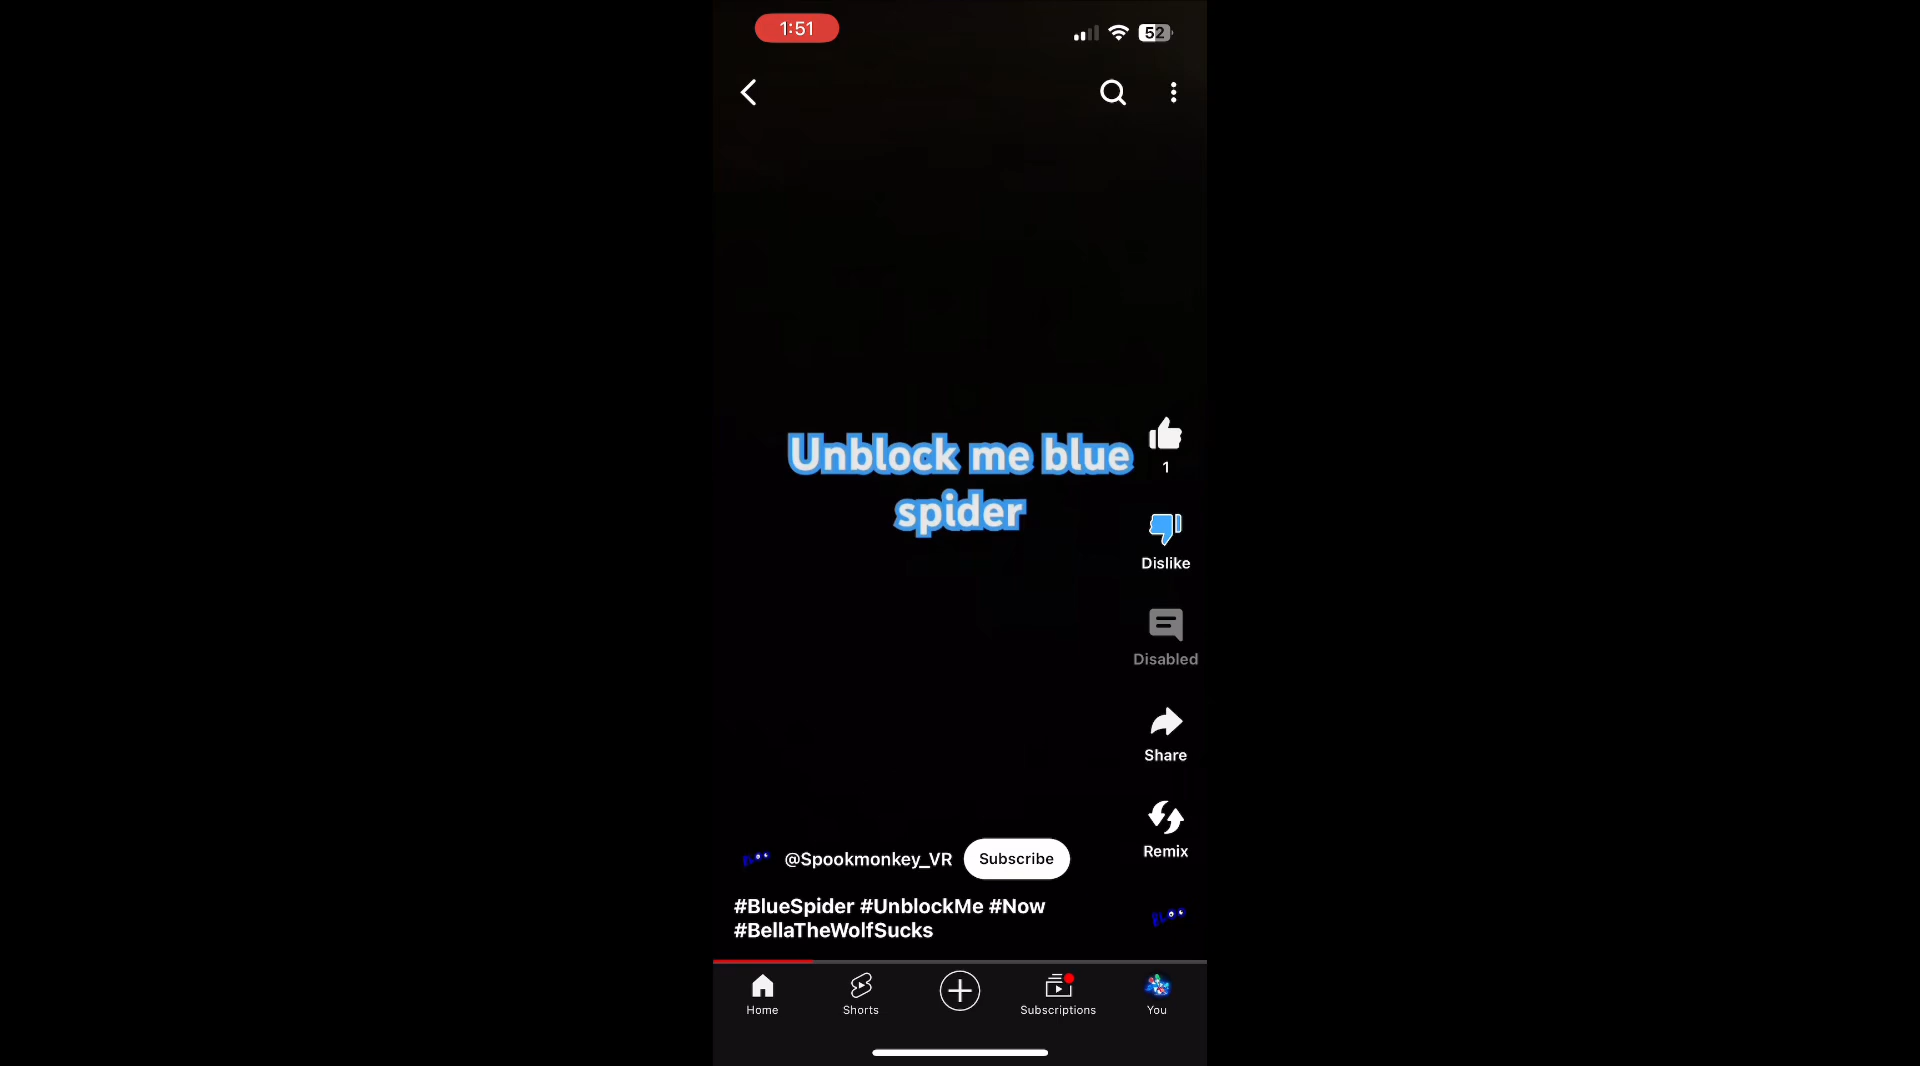 1:51
52
Unblock me blue
spider
1
Dislike
Disabled
Share
Remix
@Spookmonkey_VR
Subscribe
#BlueSpider #UnblockMe #Now
#BellaTheWolfSucks
Home
Shorts
Subscriptions
You